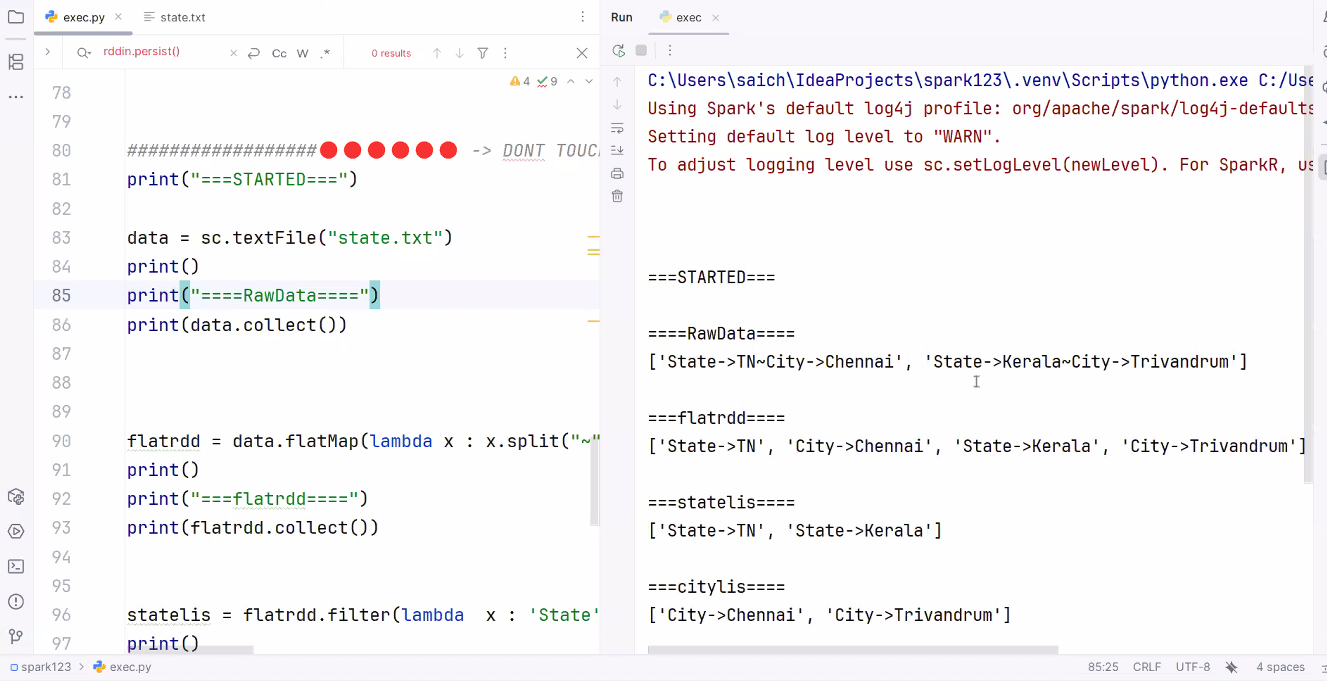 exec.py
state.txt
rddin.persist()
Cc W .*
0 results
4 9
78
79
80 ##################🔴🔴🔴🔴🔴🔴 -> DONT TOUC
81 print("===STARTED===")
82
83 data = sc.textFile("state.txt")
84 print()
85 print("====RawData====")
86 print(data.collect())
87
88
89
90 flatrdd = data.flatMap(lambda x : x.split("~"
91 print()
92 print("===flatrdd====")
93 print(flatrdd.collect())
94
95
96 statelis = flatrdd.filter(lambda  x : 'State'
97 print()
Run exec
C:\Users\saich\IdeaProjects\spark123\.venv\Scripts\python.exe C:/Use
Using Spark's default log4j profile: org/apache/spark/log4j-defaults
Setting default log level to "WARN".
To adjust logging level use sc.setLogLevel(newLevel). For SparkR, us
===STARTED===
====RawData====
['State->TN~City->Chennai', 'State->Kerala~City->Trivandrum']
===flatrdd====
['State->TN', 'City->Chennai', 'State->Kerala', 'City->Trivandrum']
===statelis====
['State->TN', 'State->Kerala']
===citylis====
['City->Chennai', 'City->Trivandrum']
spark123 > exec.py
85:25 CRLF UTF-8 4 spaces